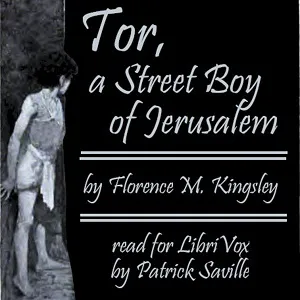 Tor,
a Street Boy
of Jerusalem
by Florence M. Kingsley
read for LibriVox
by Patrick Saville